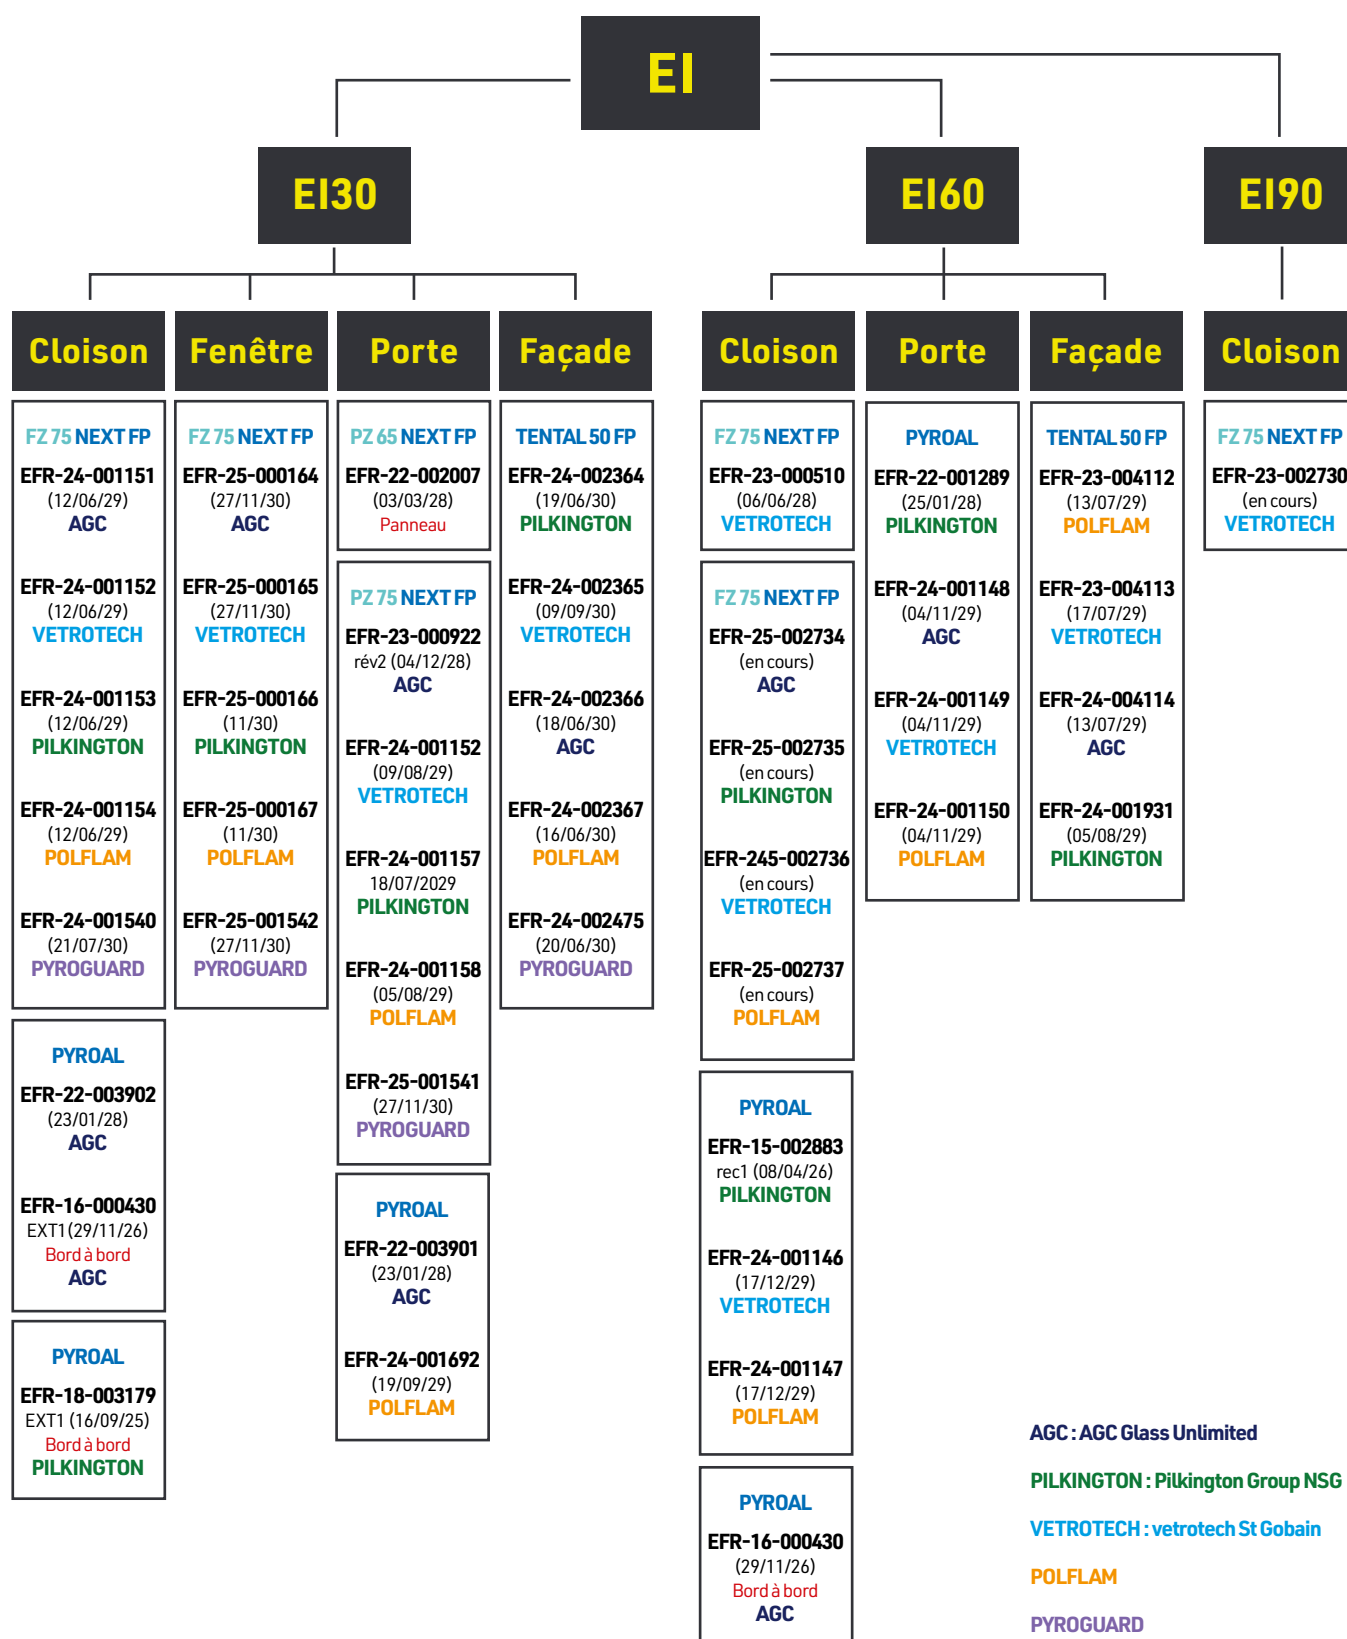 EI
EI30
EI60
EI90
Cloison
FZ 75 NEXT FP
EFR-24-001151
(12/06/29)
AGC
EFR-24-001152
(12/06/29)
VETROTECH
EFR-24-001153
(12/06/29)
PILKINGTON
EFR-24-001154
(12/06/29)
POLFLAM
EFR-24-001540
(21/07/30)
PYROGUARD
PYROAL
EFR-22-003902
(23/01/28)
AGC
EFR-16-000430
EXT1(29/11/26)
Bord à bord
AGC
PYROAL
EFR-18-003179
EXT1 (16/09/25)
Bord à bord
PILKINGTON
Fenêtre
FZ 75 NEXT FP
EFR-25-000164
(27/11/30)
AGC
EFR-25-000165
(27/11/30)
VETROTECH
EFR-25-000166
(11/30)
PILKINGTON
EFR-25-000167
(11/30)
POLFLAM
EFR-25-001542
(27/11/30)
PYROGUARD
Porte
PZ 65 NEXT FP
EFR-22-002007
(03/03/28)
Panneau
PZ 75 NEXT FP
EFR-23-000922
rév2 (04/12/28)
AGC
EFR-24-001152
(09/08/29)
VETROTECH
EFR-24-001157
18/07/2029
PILKINGTON
EFR-24-001158
(05/08/29)
POLFLAM
EFR-25-001541
(27/11/30)
PYROGUARD
PYROAL
EFR-22-003901
(23/01/28)
AGC
EFR-24-001692
(19/09/29)
POLFLAM
Façade
TENTAL 50 FP
EFR-24-002364
(19/06/30)
PILKINGTON
EFR-24-002365
(09/09/30)
VETROTECH
EFR-24-002366
(18/06/30)
AGC
EFR-24-002367
(16/06/30)
POLFLAM
EFR-24-002475
(20/06/30)
PYROGUARD
Cloison
FZ 75 NEXT FP
EFR-23-000510
(06/06/28)
VETROTECH
FZ 75 NEXT FP
EFR-25-002734
(en cours)
AGC
EFR-25-002735
(en cours)
PILKINGTON
EFR-245-002736
(en cours)
VETROTECH
EFR-25-002737
(en cours)
POLFLAM
PYROAL
EFR-15-002883
rec1 (08/04/26)
PILKINGTON
EFR-24-001146
(17/12/29)
VETROTECH
EFR-24-001147
(17/12/29)
POLFLAM
PYROAL
EFR-16-000430
(29/11/26)
Bord à bord
AGC
Porte
PYROAL
EFR-22-001289
(25/01/28)
PILKINGTON
EFR-24-001148
(04/11/29)
AGC
EFR-24-001149
(04/11/29)
VETROTECH
EFR-24-001150
(04/11/29)
POLFLAM
Façade
TENTAL 50 FP
EFR-23-004112
(13/07/29)
POLFLAM
EFR-23-004113
(17/07/29)
VETROTECH
EFR-24-004114
(13/07/29)
AGC
EFR-24-001931
(05/08/29)
PILKINGTON
Cloison
FZ 75 NEXT FP
EFR-23-002730
(en cours)
VETROTECH
AGC : AGC Glass Unlimited
PILKINGTON : Pilkington Group NSG
VETROTECH : vetrotech St Gobain
POLFLAM
PYROGUARD